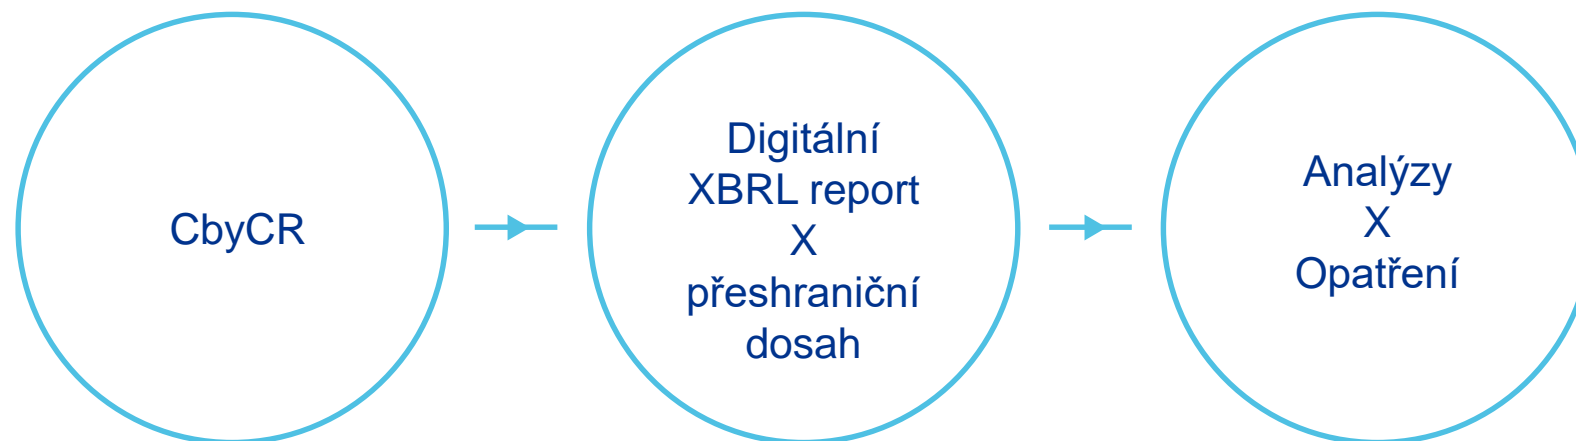 CbyCR
Digitální
XBRL report
X
přeshraniční
dosah
Analýzy
X
Opatření